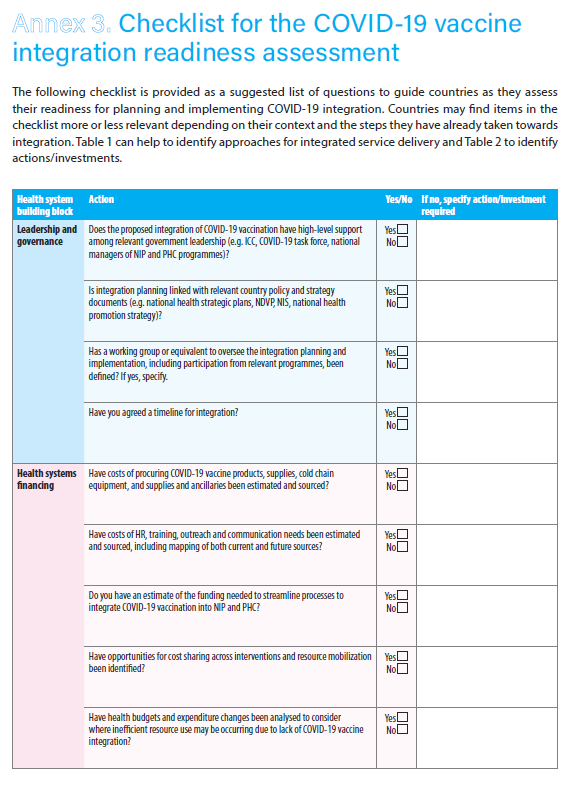 Annex 3. Checklist for the COVID-19 vaccine
integration readiness assessment
The following checklist is provided as a suggested list of questions to guide countries as they assess
their readiness for planning and implementing COVID-19 integration. Countries may find items in the
checklist more or less relevant depending on their context and the steps they have already taken towards
integration. Table 1 can help to identify approaches for integrated service delivery and Table 2 to identify
actions/investments.
Health system
building block
Action
Yes/No
If no, specify action/investment
required
Leadership and
governance
Does the proposed integration of COVID-19 vaccination have high-level support
among relevant government leadership (e.g. ICC, COVID-19 task force, national
managers of NIP and PHC programmes)?
Yes
No
Is integration planning linked with relevant country policy and strategy
documents (e.g. national health strategic plans, NDVP, NIS, national health
promotion strategy)?
Yes
No
Has a working group or equivalent to oversee the integration planning and
implementation, including participation from relevant programmes, been
defined? If yes, specify.
Yes
No
Have you agreed a timeline for integration?
Yes
No
Health systems
financing
Have costs of procuring COVID-19 vaccine products, supplies, cold chain
equipment, and supplies and ancillaries been estimated and sourced?
Yes
No
Have costs of HR, training, outreach and communication needs been estimated
and sourced, including mapping of both current and future sources?
Yes
No
Do you have an estimate of the funding needed to streamline processes to
integrate COVID-19 vaccination into NIP and PHC?
Yes
No
Have opportunities for cost sharing across interventions and resource mobilization
been identified?
Yes
No
Have health budgets and expenditure changes been analysed to consider
where inefficient resource use may be occurring due to lack of COVID-19 vaccine
integration?
Yes
No